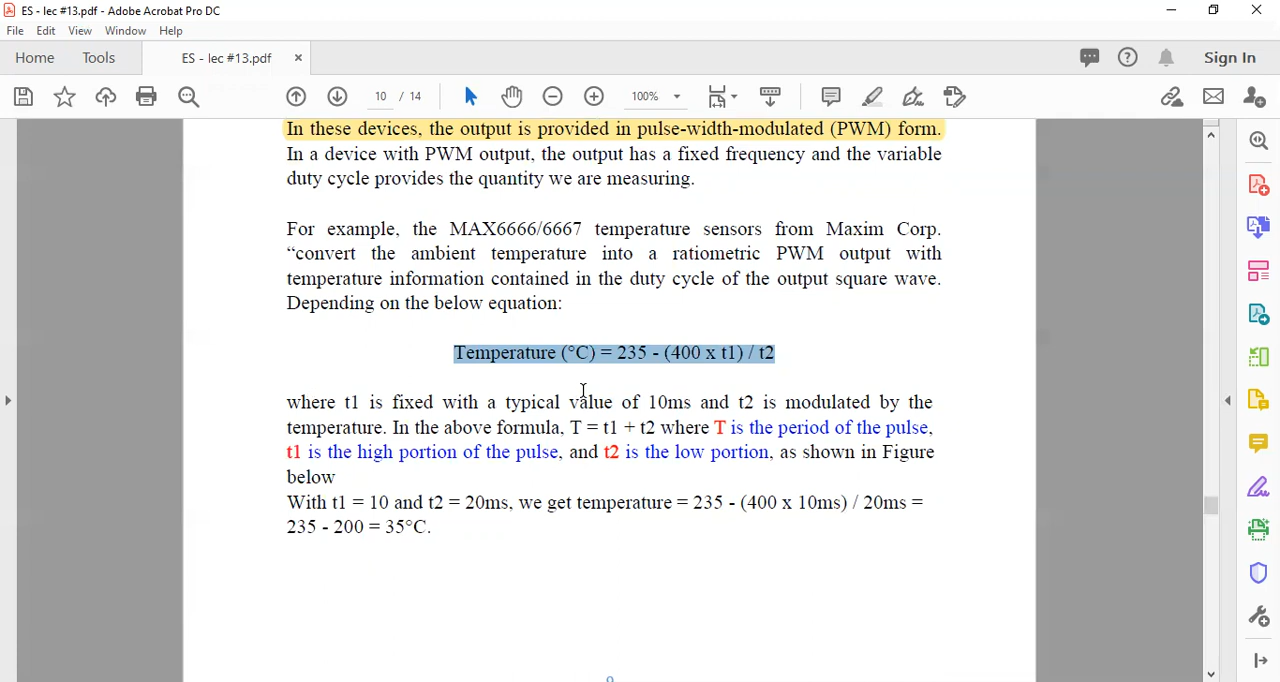 ES - lec #13.pdf - Adobe Acrobat Pro DC
File Edit View Window Help
Home Tools ES - lec #13.pdf × Sign In
10 / 14 100%
In these devices, the output is provided in pulse-width-modulated (PWM) form.
In a device with PWM output, the output has a fixed frequency and the variable
duty cycle provides the quantity we are measuring.
For example, the MAX6666/6667 temperature sensors from Maxim Corp.
“convert the ambient temperature into a ratiometric PWM output with
temperature information contained in the duty cycle of the output square wave.
Depending on the below equation:
Temperature (°C) = 235 - (400 x t1) / t2
where t1 is fixed with a typical value of 10ms and t2 is modulated by the
temperature. In the above formula, T = t1 + t2 where T is the period of the pulse,
t1 is the high portion of the pulse, and t2 is the low portion, as shown in Figure
below
With t1 = 10 and t2 = 20ms, we get temperature = 235 - (400 x 10ms) / 20ms =
235 - 200 = 35°C.